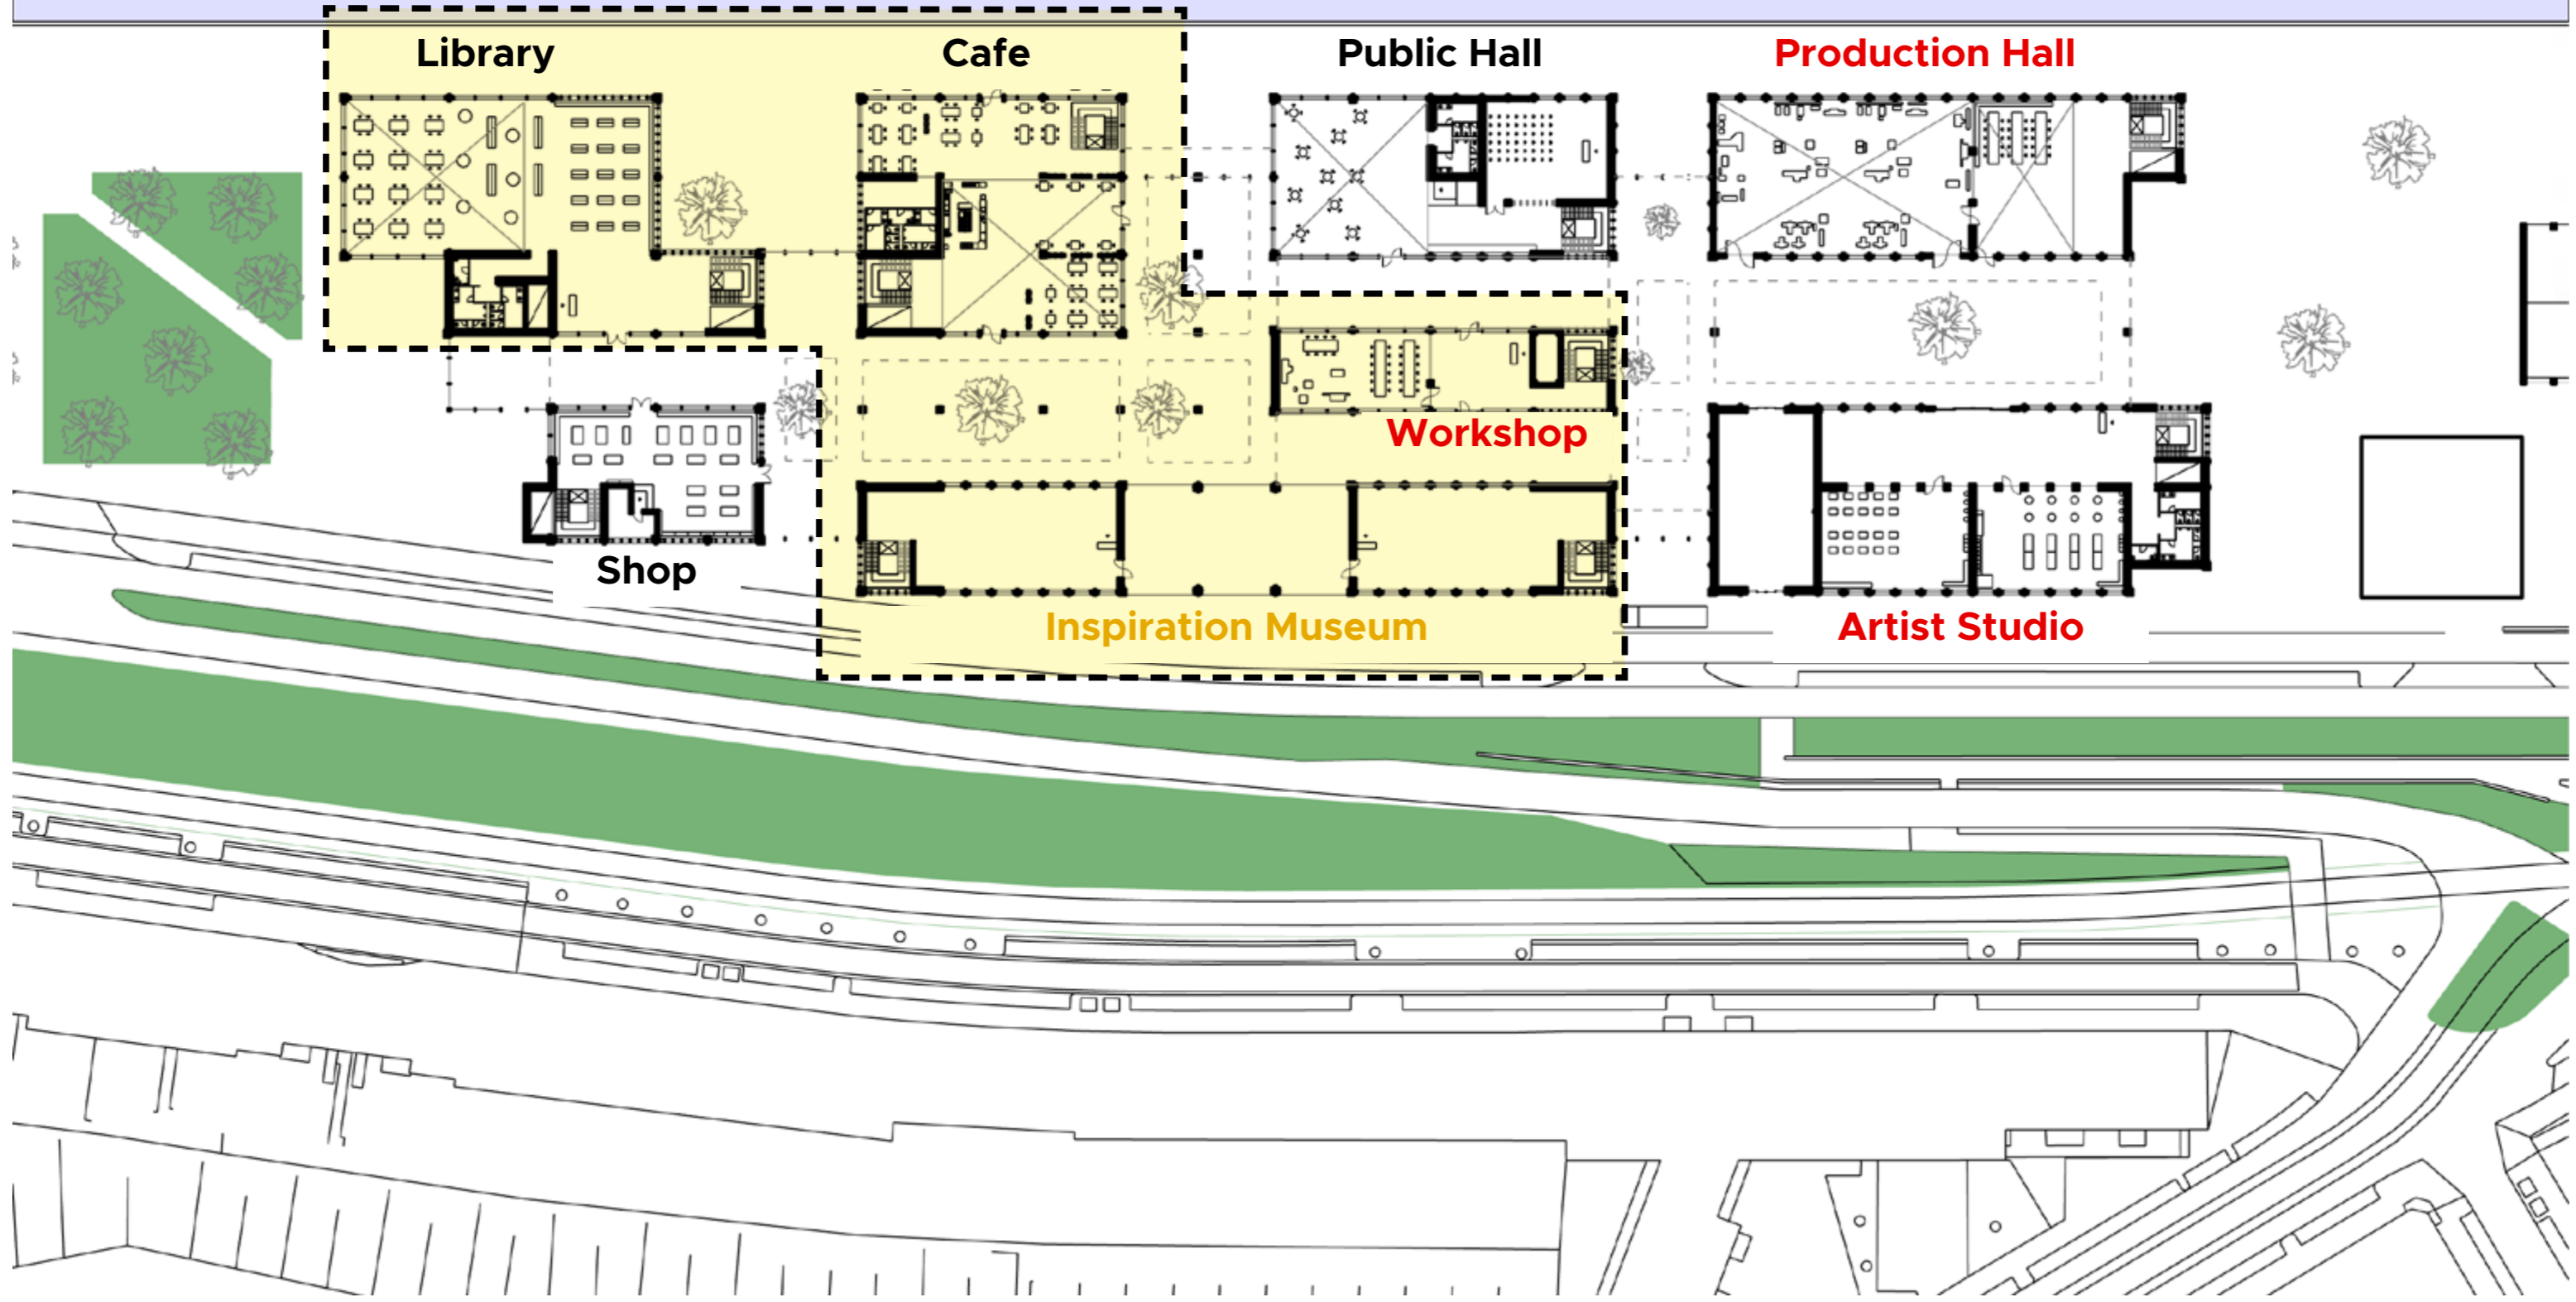 Library
Cafe
Public Hall
Production Hall
Workshop
Shop
Inspiration Museum
Artist Studio